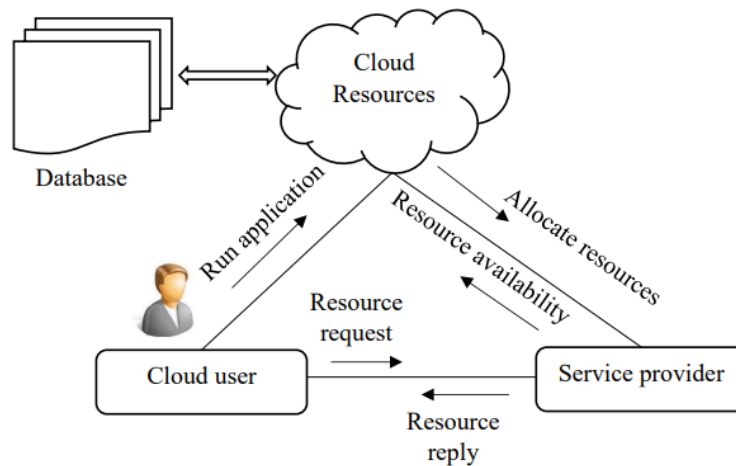 Cloud
Resources
Database
Run application
Allocate resources
Resource availability
Resource
request
Cloud user
Service provider
Resource
reply